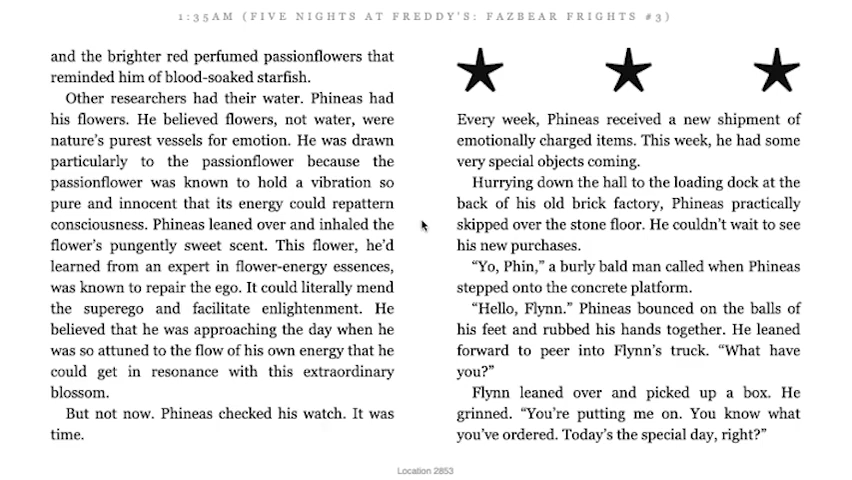 1:35AM (FIVE NIGHTS AT FREDDY'S: FAZBEAR FRIGHTS #3)
and the brighter red perfumed passionflowers that
reminded him of blood-soaked starfish.
Other researchers had their water. Phineas had
his flowers. He believed flowers, not water, were
nature's purest vessels for emotion. He was drawn
particularly to the passionflower because the
passionflower was known to hold a vibration so
pure and innocent that its energy could repattern
consciousness. Phineas leaned over and inhaled the
flower's pungently sweet scent. This flower, he'd
learned from an expert in flower-energy essences,
was known to repair the ego. It could literally mend
the superego and facilitate enlightenment. He
believed that he was approaching the day when he
was so attuned to the flow of his own energy that he
could get in resonance with this extraordinary
blossom.
But not now. Phineas checked his watch. It was
time.
Every week, Phineas received a new shipment of
emotionally charged items. This week, he had some
very special objects coming.
Hurrying down the hall to the loading dock at the
back of his old brick factory, Phineas practically
skipped over the stone floor. He couldn't wait to see
his new purchases.
"Yo, Phin," a burly bald man called when Phineas
stepped onto the concrete platform.
"Hello, Flynn." Phineas bounced on the balls of
his feet and rubbed his hands together. He leaned
forward to peer into Flynn's truck. "What have
you?"
Flynn leaned over and picked up a box. He
grinned. "You're putting me on. You know what
you've ordered. Today's the special day, right?"
Location 2853